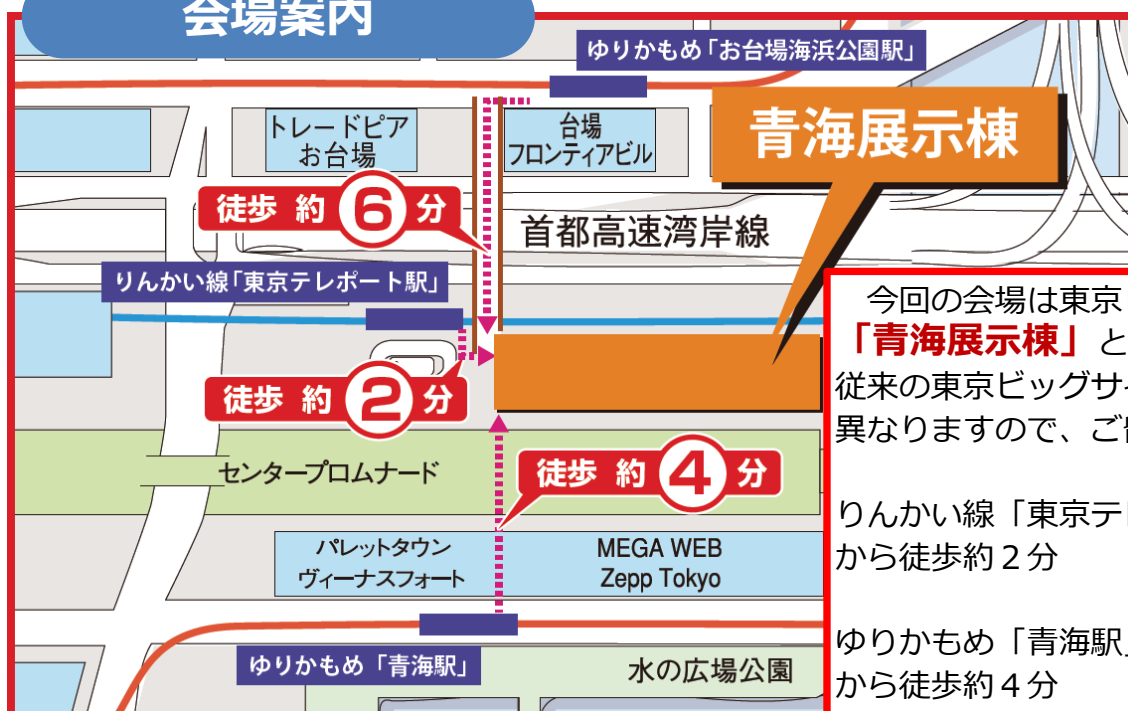 会場案内
ゆりかもめ「お台場海浜公園駅」
トレードピア
お台場
台場
フロンティアビル
青海展示棟
徒歩 約 6 分
首都高速湾岸線
りんかい線「東京テレポート駅」
徒歩 約 2 分
センタープロムナード
徒歩 約 4 分
パレットタウン
ヴィーナスフォート
MEGA WEB
Zepp Tokyo
ゆりかもめ「青海駅」
水の広場公園
今回の会場は東京
「青海展示棟」と
従来の東京ビッグサ
異なりますので、ご
りんかい線「東京テ
から徒歩約２分
ゆりかもめ「青海駅」
から徒歩約４分